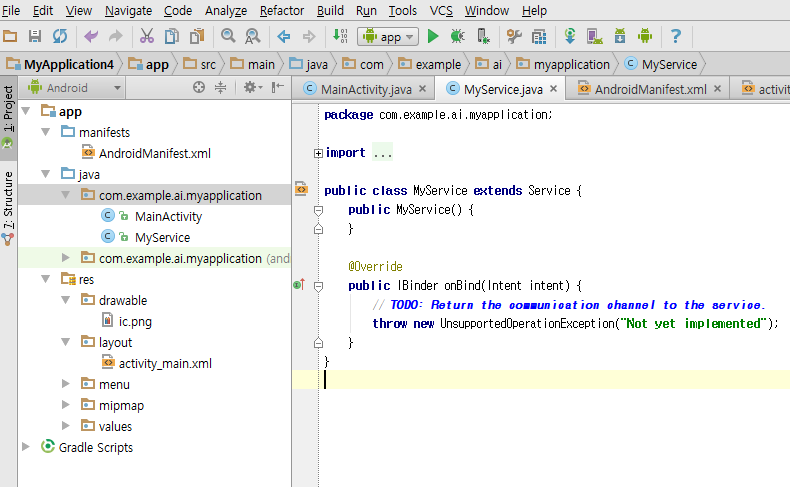 File Edit View Navigate Code Analyze Refactor Build Run Tools VCS Window Help
app
MyApplication4 app src main java com example ai myapplication MyService
1: Project
7: Structure
Android
MainActivity.java MyService.java AndroidManifest.xml activit
app
manifests
AndroidManifest.xml
java
com.example.ai.myapplication
MainActivity
MyService
com.example.ai.myapplication (and
res
drawable
ic.png
layout
activity_main.xml
menu
mipmap
values
Gradle Scripts
package com.example.ai.myapplication;
import ...
public class MyService extends Service {
public MyService() {
}
@Override
public IBinder onBind(Intent intent) {
// TODO: Return the communication channel to the service.
throw new UnsupportedOperationException("Not yet implemented");
}
}